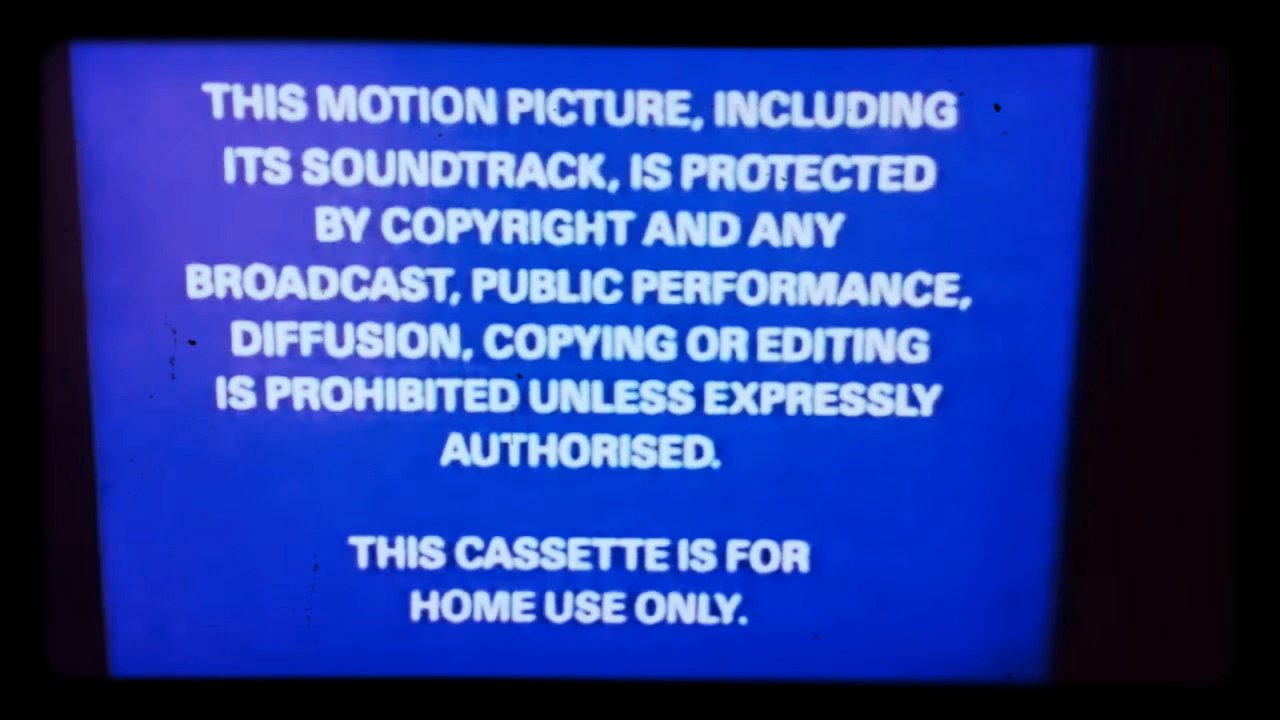 THIS MOTION PICTURE, INCLUDING
ITS SOUNDTRACK, IS PROTECTED
BY COPYRIGHT AND ANY
BROADCAST, PUBLIC PERFORMANCE,
DIFFUSION, COPYING OR EDITING
IS PROHIBITED UNLESS EXPRESSLY
AUTHORISED.
THIS CASSETTE IS FOR
HOME USE ONLY.